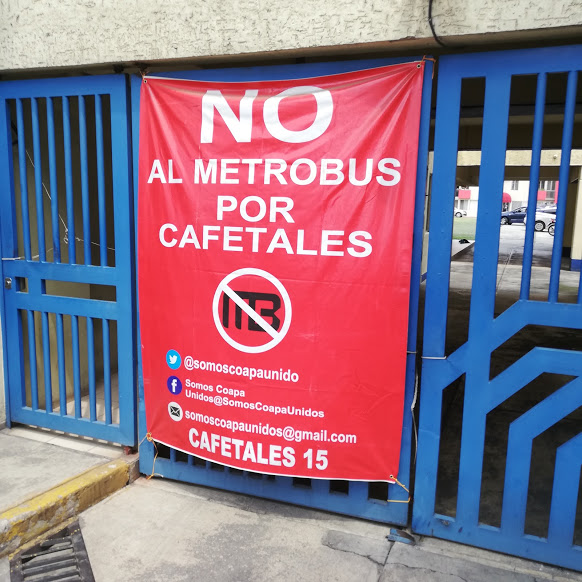 NO
AL METROBUS
POR
CAFETALES
MB
@somoscoapaunido
Somos Coapa
Unidos@SomosCoapaUnidos
somoscoapaunidos@gmail.com
CAFETALES 15